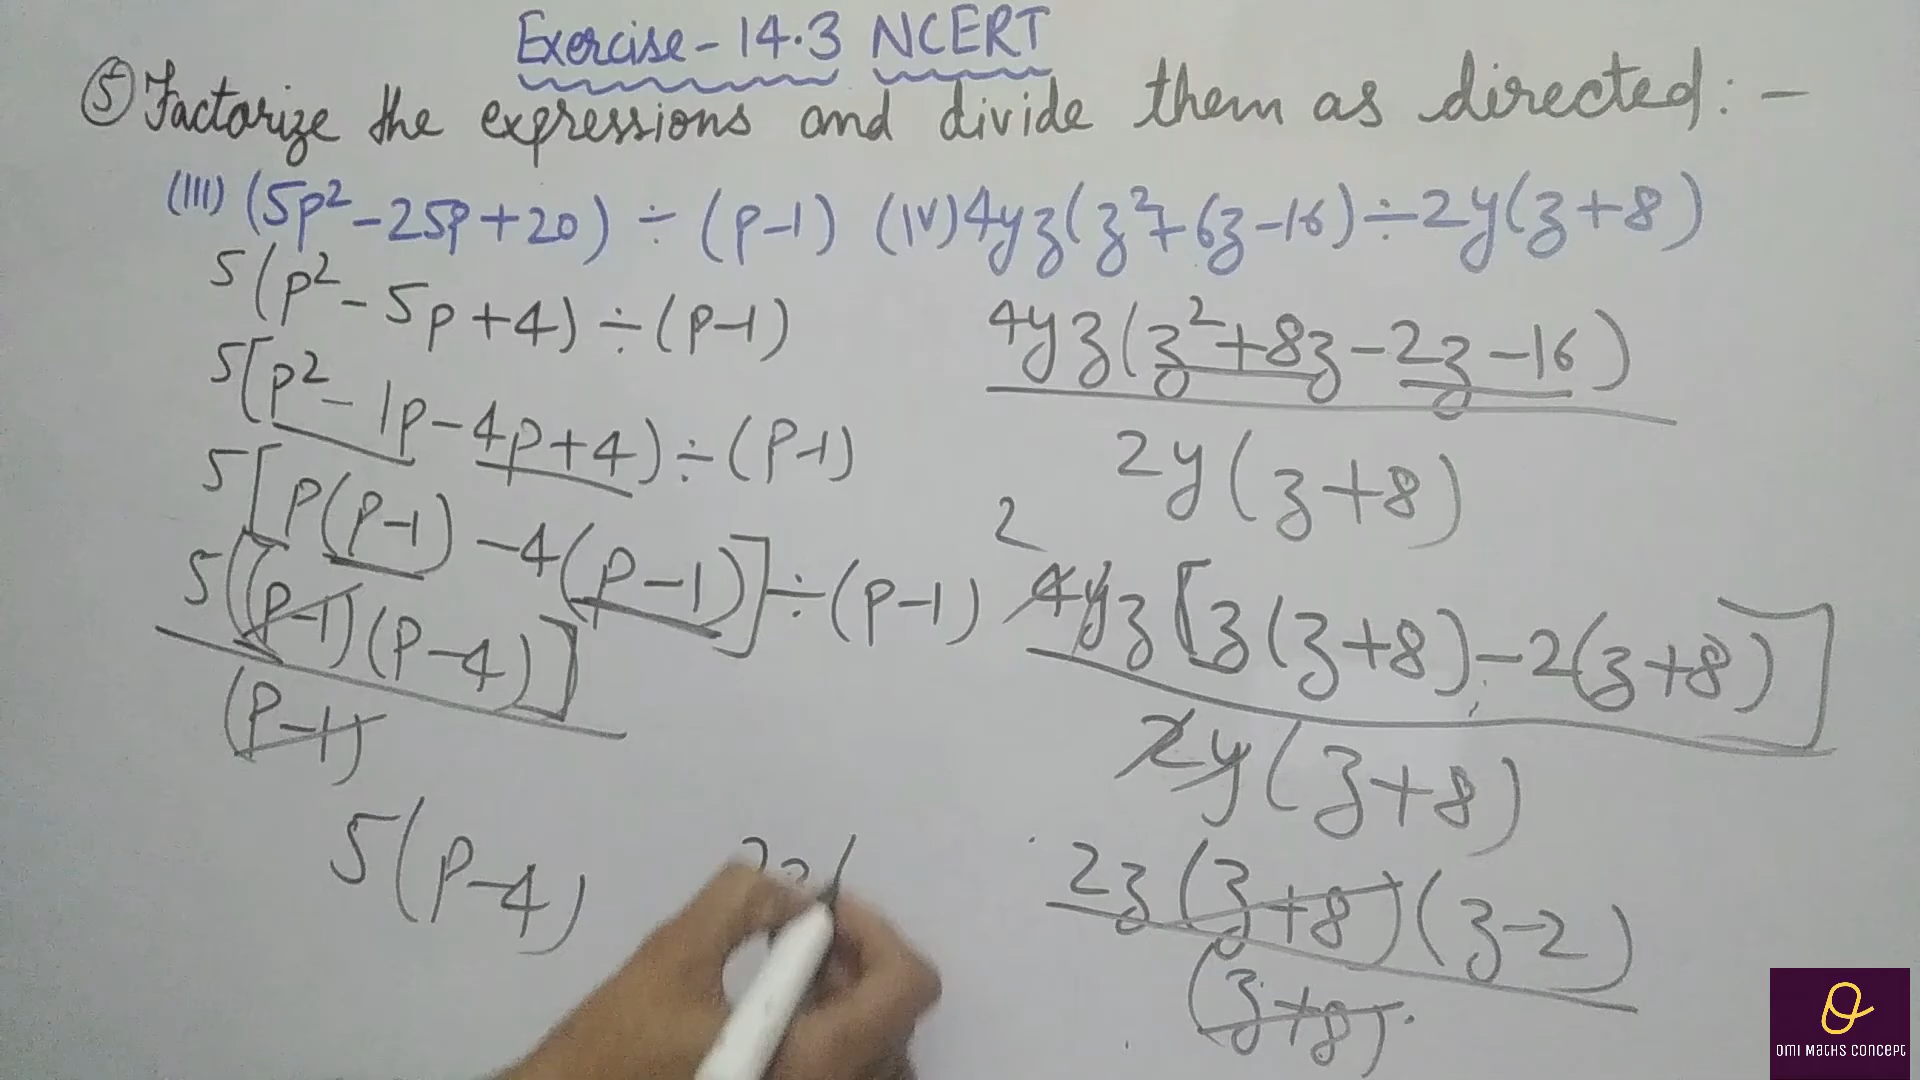 Exercise-14.3 NCERT
⑤ Factorize the expressions and divide them as directed:-
(III) (5p²-25p+20) ÷ (p-1) (IV) 4yz(z²+6z-16)÷2y(z+8)
5(p²-5p+4)÷(p-1)
5[p²-1p-4p+4)÷(p-1)
5[p(p-1)-4(p-1)]÷(p-1)
5[(p-1)(p-4)]
(p-1)
5(p-4)
4yz(z²+8z-2z-16)
2y(z+8)
2
4yz[z(z+8)-2(z+8)]
2y(z+8)
2z(z+8)(z-2)
(z+8)
2z(
OMI MATHS CONCEPT